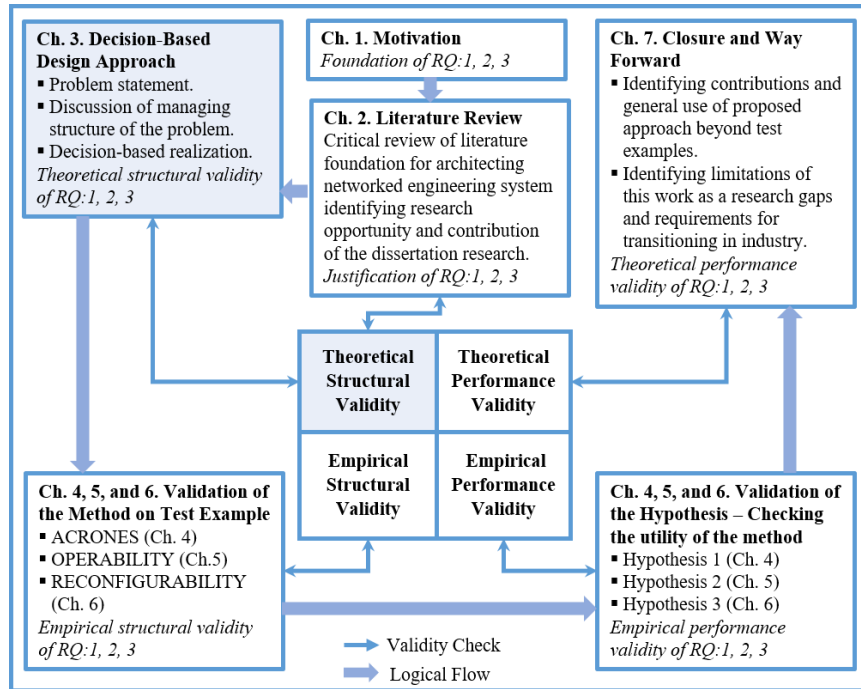 Ch. 3. Decision-Based
Design Approach
▪ Problem statement.
▪ Discussion of managing
structure of the problem.
▪ Decision-based realization.
Theoretical structural validity
of RQ:1, 2, 3
Ch. 1. Motivation
Foundation of RQ:1, 2, 3
Ch. 2. Literature Review
Critical review of literature
foundation for architecting
networked engineering system
identifying research
opportunity and contribution
of the dissertation research.
Justification of RQ:1, 2, 3
Ch. 7. Closure and Way
Forward
▪ Identifying contributions and
general use of proposed
approach beyond test
examples.
▪ Identifying limitations of
this work as a research gaps
and requirements for
transitioning in industry.
Theoretical performance
validity of RQ:1, 2, 3
Theoretical
Structural
Validity
Theoretical
Performance
Validity
Empirical
Structural
Validity
Empirical
Performance
Validity
Ch. 4, 5, and 6. Validation of
the Method on Test Example
▪ ACRONES (Ch. 4)
▪ OPERABILITY (Ch.5)
▪ RECONFIGURABILITY
(Ch. 6)
Empirical structural validity
of RQ:1, 2, 3
Ch. 4, 5, and 6. Validation of
the Hypothesis – Checking
the utility of the method
▪ Hypothesis 1 (Ch. 4)
▪ Hypothesis 2 (Ch. 5)
▪ Hypothesis 3 (Ch. 6)
Empirical performance
validity of RQ:1, 2, 3
Validity Check
Logical Flow